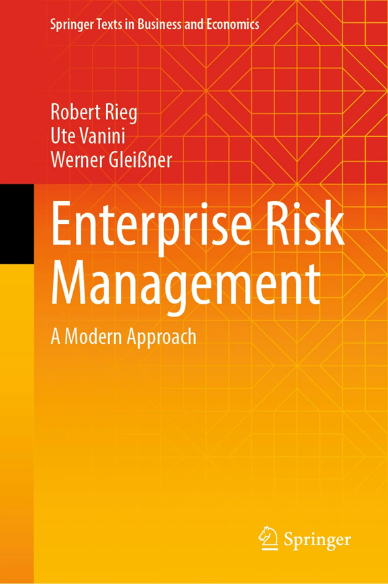 Springer Texts in Business and Economics
Robert Rieg
Ute Vanini
Werner Gleißner
Enterprise Risk
Management
A Modern Approach
Springer